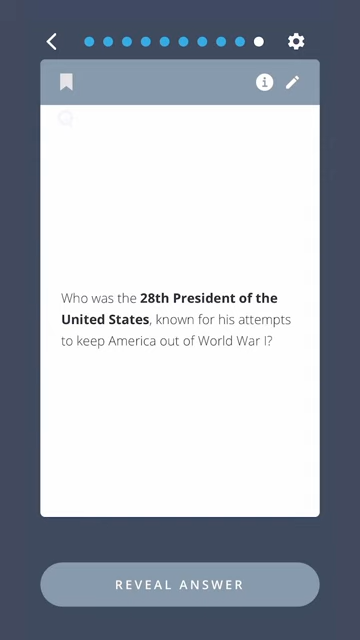 Who was the 28th President of the
United States, known for his attempts
to keep America out of World War I?
REVEAL ANSWER